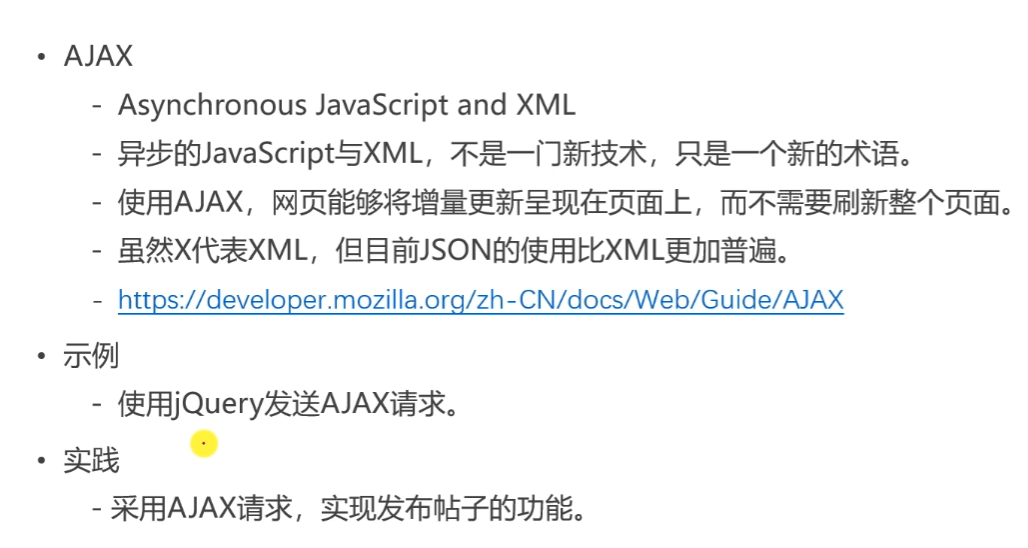 • AJAX
- Asynchronous JavaScript and XML
- 异步的JavaScript与XML，不是一门新技术，只是一个新的术语。
- 使用AJAX，网页能够将增量更新呈现在页面上，而不需要刷新整个页面。
- 虽然X代表XML，但目前JSON的使用比XML更加普遍。
- https://developer.mozilla.org/zh-CN/docs/Web/Guide/AJAX
• 示例
- 使用jQuery发送AJAX请求。
• 实践
- 采用AJAX请求，实现发布帖子的功能。